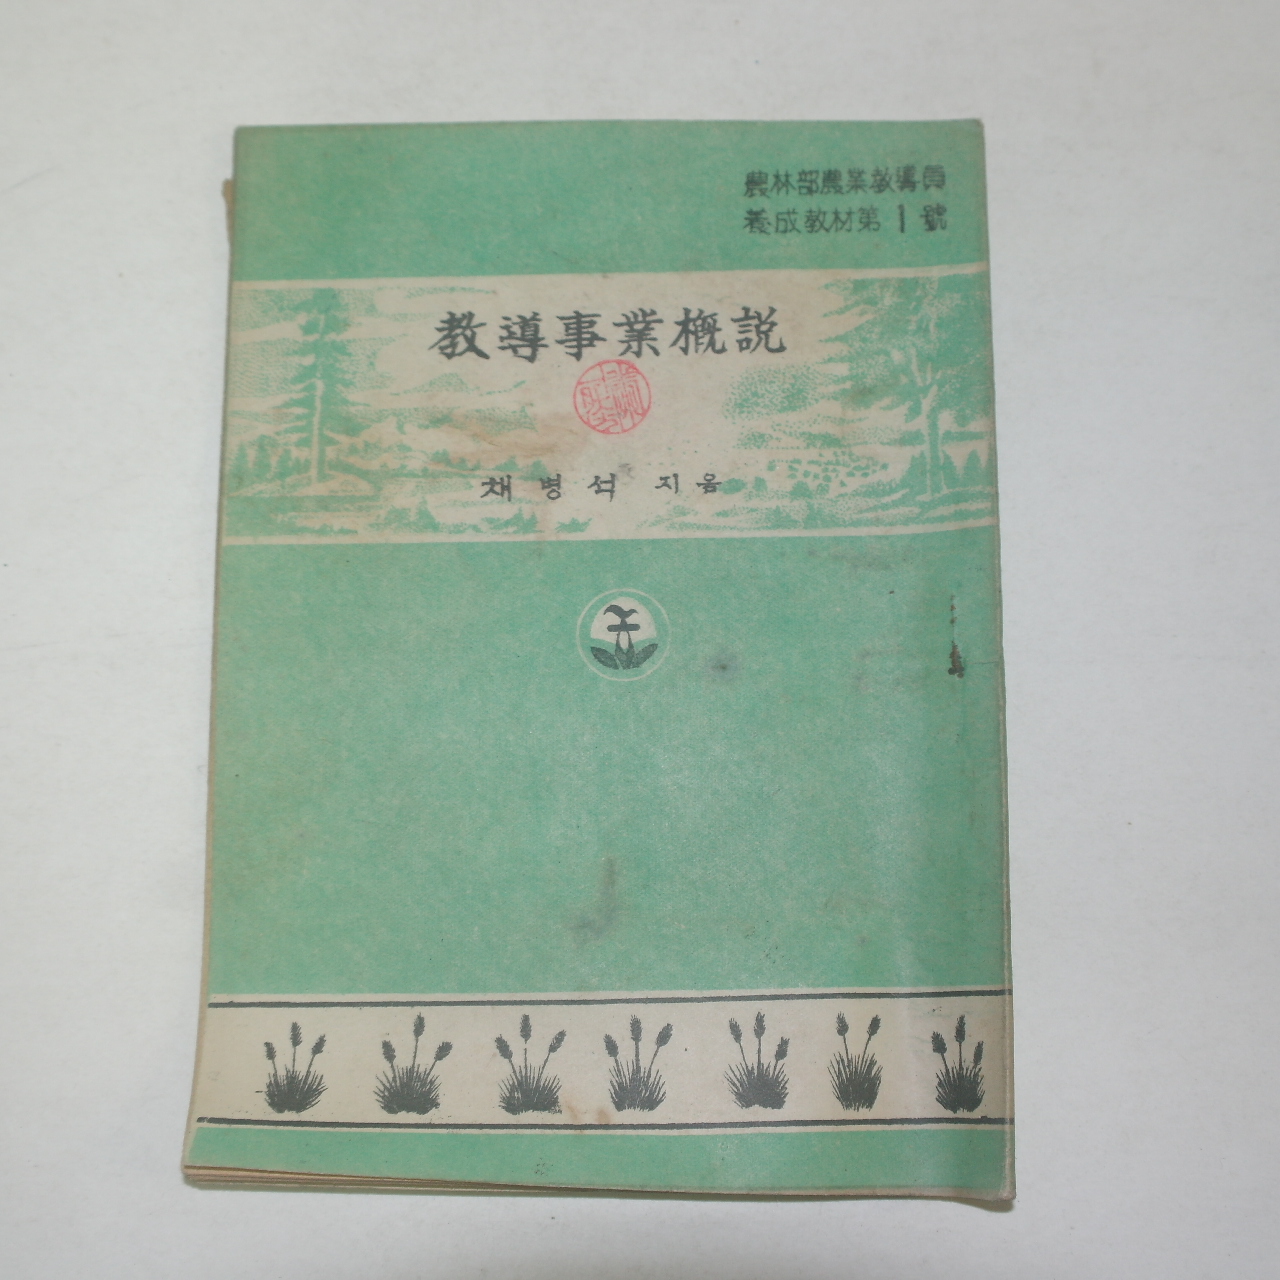 農林部農業敎導員
養成敎材第1號
敎導事業槪說
채병석 지음